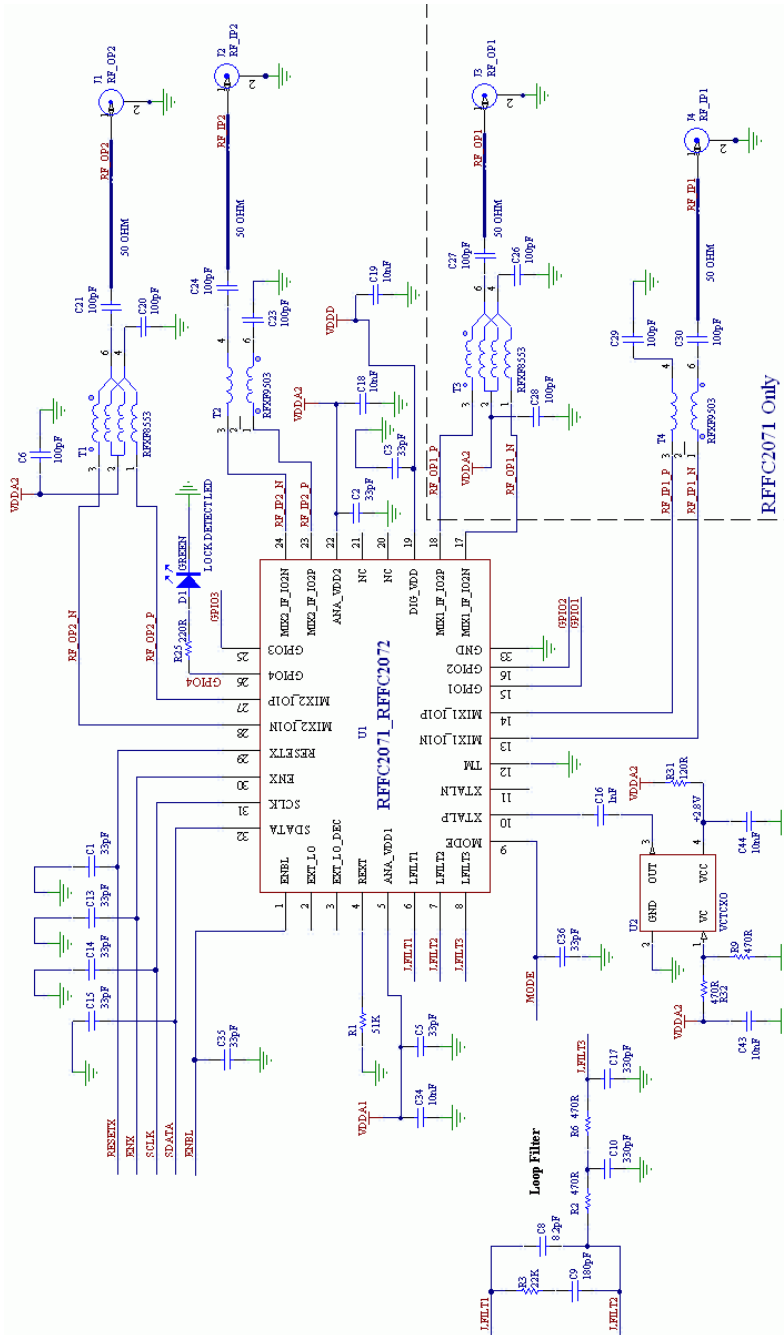 J1
RF_OP2
1
2
RF_OP2
50 OHM
C21
100pF
C20
100pF
6
4
T1
RFXF8553
3
2
1
C6
100pF
VDDA2
J2
RF_IP2
1
2
RF_IP2
50 OHM
C24
100pF
C23
100pF
4
6
T2
RFXF9503
3
2
1
RF_IP2_N
RF_IP2_P
VDDA2
C18
10nF
C2
33pF
C3
33pF
VDDD
C19
10nF
J3
RF_OP1
1
2
RF_OP1
50 OHM
C27
100pF
C26
100pF
6
4
T3
RFXF8553
3
2
1
C28
100pF
VDDA2
RF_OP1_P
RF_OP1_N
J4
RF_IP1
1
2
RF_IP1
50 OHM
C29
100pF
C30
100pF
4
6
T4
RFXF9503
3
2
1
RF_IP1_P
RF_IP1_N
RFFC2071 Only
RF_OP2_N
RF_OP2_P
LOCK DETECT LED
GREEN
D1
R25 220R
GPIO4
GPIO3
GPIO2
GPIO1
U1
RFFC2071_RFFC2072
24
MIX2_IF_IO2N
23
MIX2_IF_IO2P
22
ANA_VDD2
21
NC
20
NC
19
DIG_VDD
18
MIX1_IF_IO2P
17
MIX1_IF_IO2N
25
GPIO3
26
GPIO4
27
MIX2_IO1P
28
MIX2_IO1N
29
RESETX
30
ENX
31
SCLK
32
SDATA
33
GND
16
GPIO2
15
GPIO1
14
MIX1_IO1P
13
MIX1_IO1N
12
TM
11
XTALN
10
XTALP
9
MODE
1
ENBL
2
EXT_LO
3
EXT_LO_DEC
4
REXT
5
ANA_VDD1
6
LFILT1
7
LFILT2
8
LFILT3
C1
33pF
C13
33pF
C14
33pF
C15
33pF
RESETX
ENX
SCLK
SDATA
ENBL
C35
33pF
R1
51K
VDDA1
C34
10nF
C5
33pF
LFILT1
LFILT2
LFILT3
MODE
C36
33pF
C16
1nF
VDDA2
R31
120R
+2.8V
C44
10nF
U2
VCTCXO
3
OUT
4
VCC
2
GND
1
VC
R9
470R
470R
R32
VDDA2
C43
10nF
Loop Filter
LFILT3
C17
330pF
R6
470R
C10
330pF
R2
470R
C8
8.2pF
R3
22K
C9
180pF
LFILT1
LFILT2